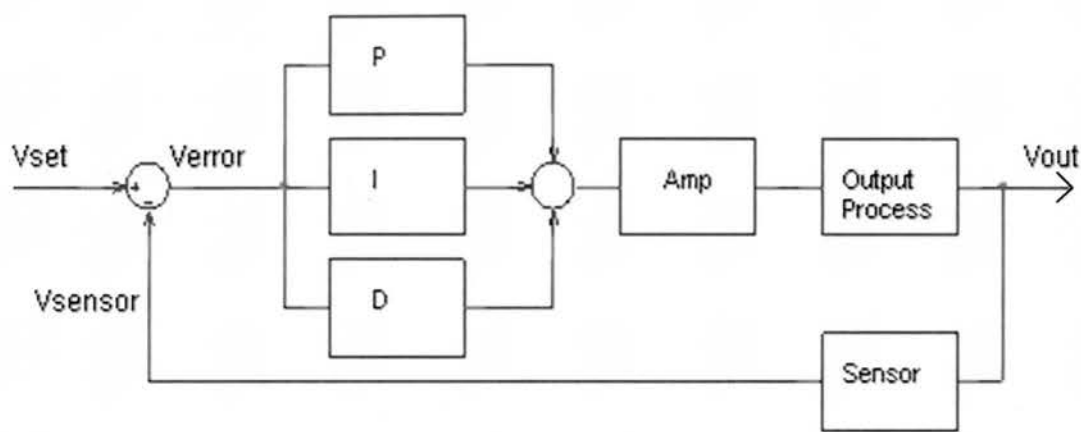 P
Vset
Verror
+
-
I
Amp
Output
Process
Vout
Vsensor
D
Sensor